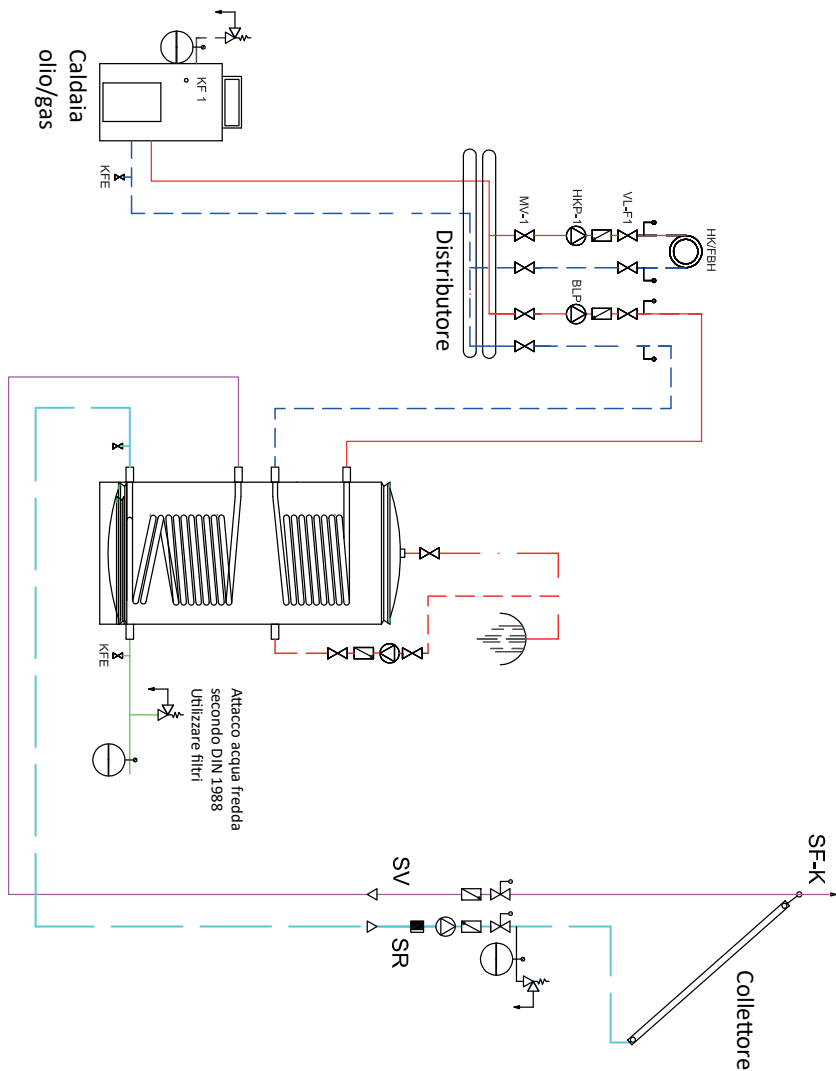 Caldaia
olio/gas
KF 1
KFE
Distributore
MV-1
HKP-1
VL-F1
HK/FBH
BLP
KFE
Attacco acqua fredda
secondo DIN 1988
Utilizzare filtri
SV
SR
SF-K
Collettore